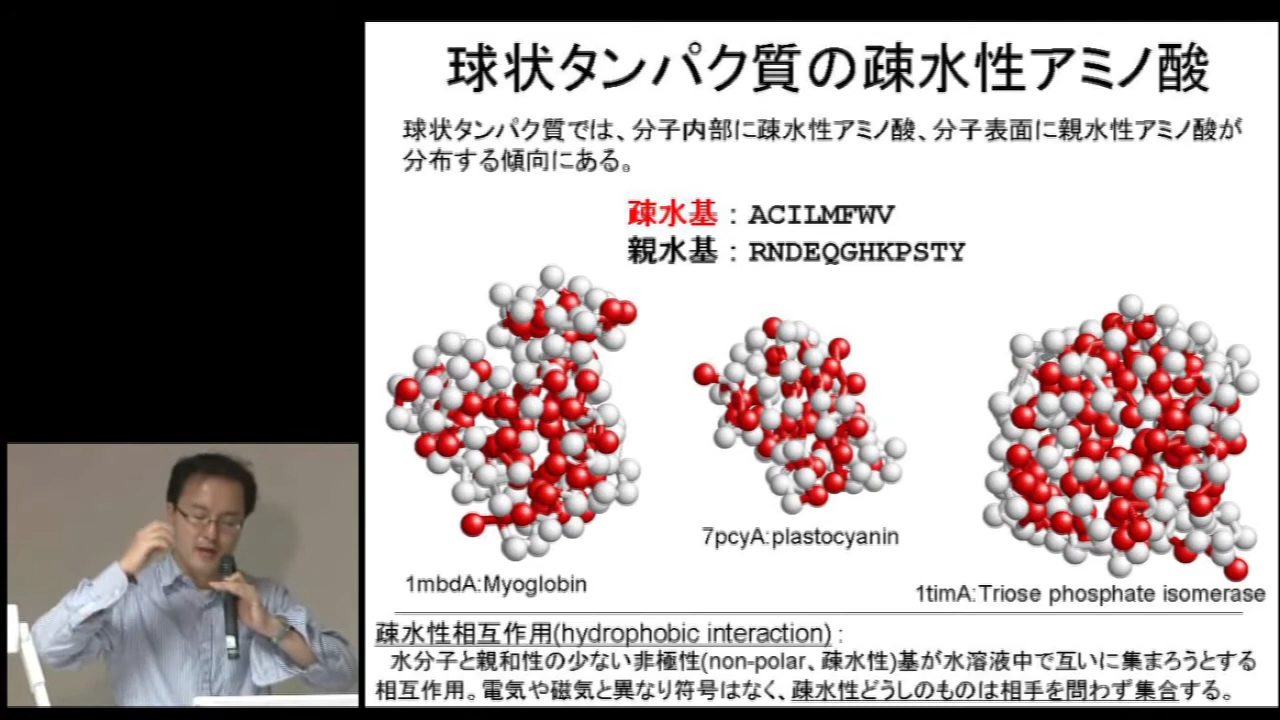 球状タンパク質の疎水性アミノ酸
球状タンパク質では、分子内部に疎水性アミノ酸、分子表面に親水性アミノ酸が
分布する傾向にある。
疎水基：ACILMFWV
親水基：RNDEQGHKPSTY
7pcyA:plastocyanin
1mbdA:Myoglobin
1timA:Triose phosphate isomerase
疎水性相互作用(hydrophobic interaction)：
水分子と親和性の少ない非極性(non-polar、疎水性)基が水溶液中で互いに集まろうとする
相互作用。電気や磁気と異なり符号はなく、疎水性どうしのものは相手を問わず集合する。